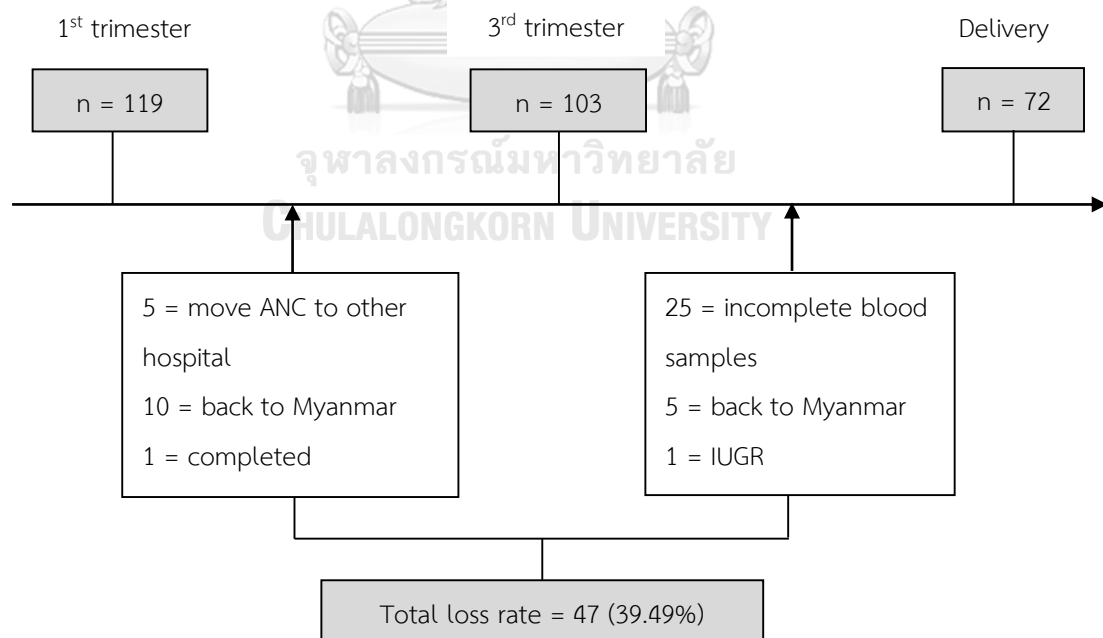 1st trimester
3rd trimester
Delivery
n = 119
n = 103
n = 72
จุฬาลงกรณ์มหาวิทยาลัย
CHULALONGKORN UNIVERSITY
5 = move ANC to other
hospital
10 = back to Myanmar
1 = completed
25 = incomplete blood
samples
5 = back to Myanmar
1 = IUGR
Total loss rate = 47 (39.49%)